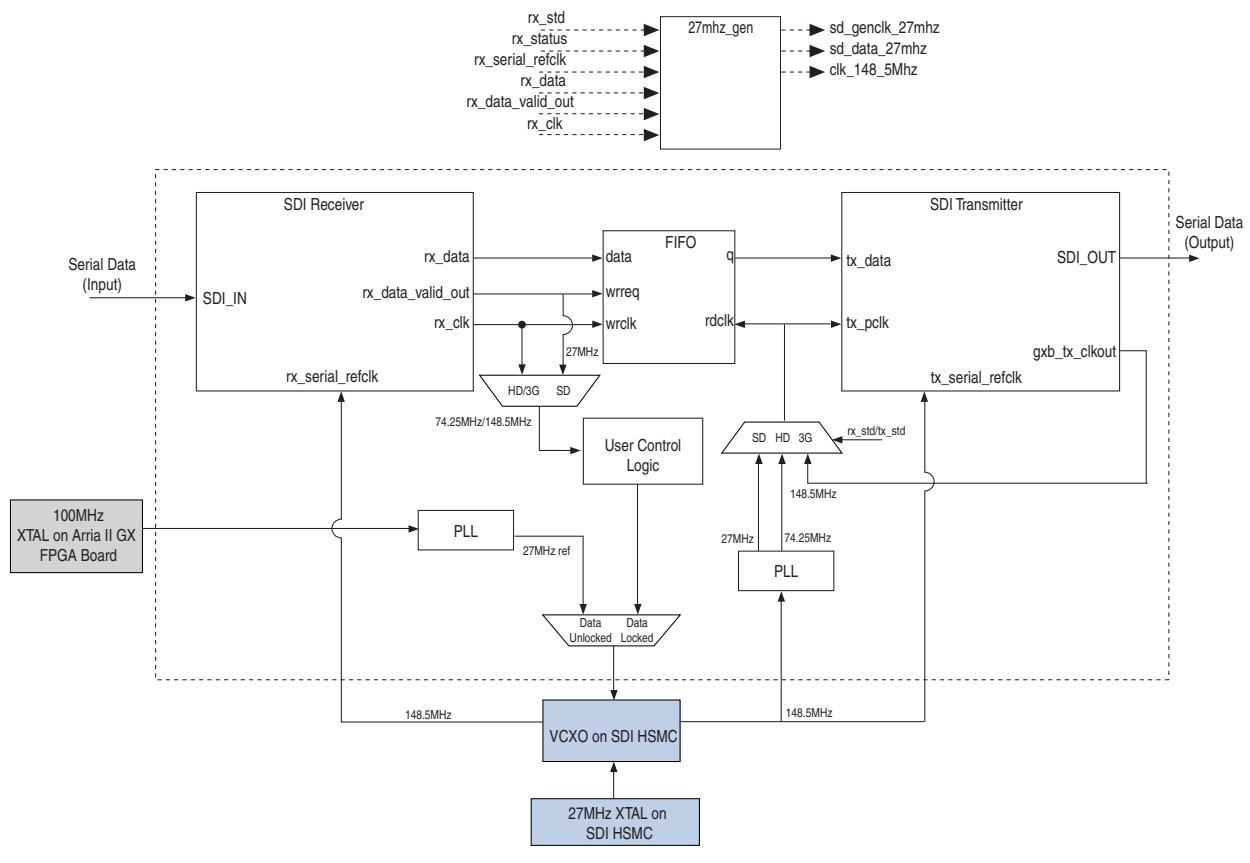 rx_std
rx_status
rx_serial_refclk
rx_data
rx_data_valid_out
rx_clk
27mhz_gen
sd_genclk_27mhz
sd_data_27mhz
clk_148_5Mhz
Serial Data
(Input)
SDI Receiver
SDI_IN
rx_data
rx_data_valid_out
rx_clk
rx_serial_refclk
FIFO
data
wrreq
wrclk
q
rdclk
SDI Transmitter
tx_data
tx_pclk
SDI_OUT
gxb_tx_clkout
tx_serial_refclk
Serial Data
(Output)
27MHz
HD/3G SD
74.25MHz/148.5MHz
User Control
Logic
SD HD 3G
rx_std/tx_std
148.5MHz
100MHz
XTAL on Arria II GX
FPGA Board
PLL
27MHz ref
27MHz
74.25MHz
PLL
Data
Unlocked
Data
Locked
148.5MHz
VCXO on SDI HSMC
148.5MHz
27MHz XTAL on
SDI HSMC